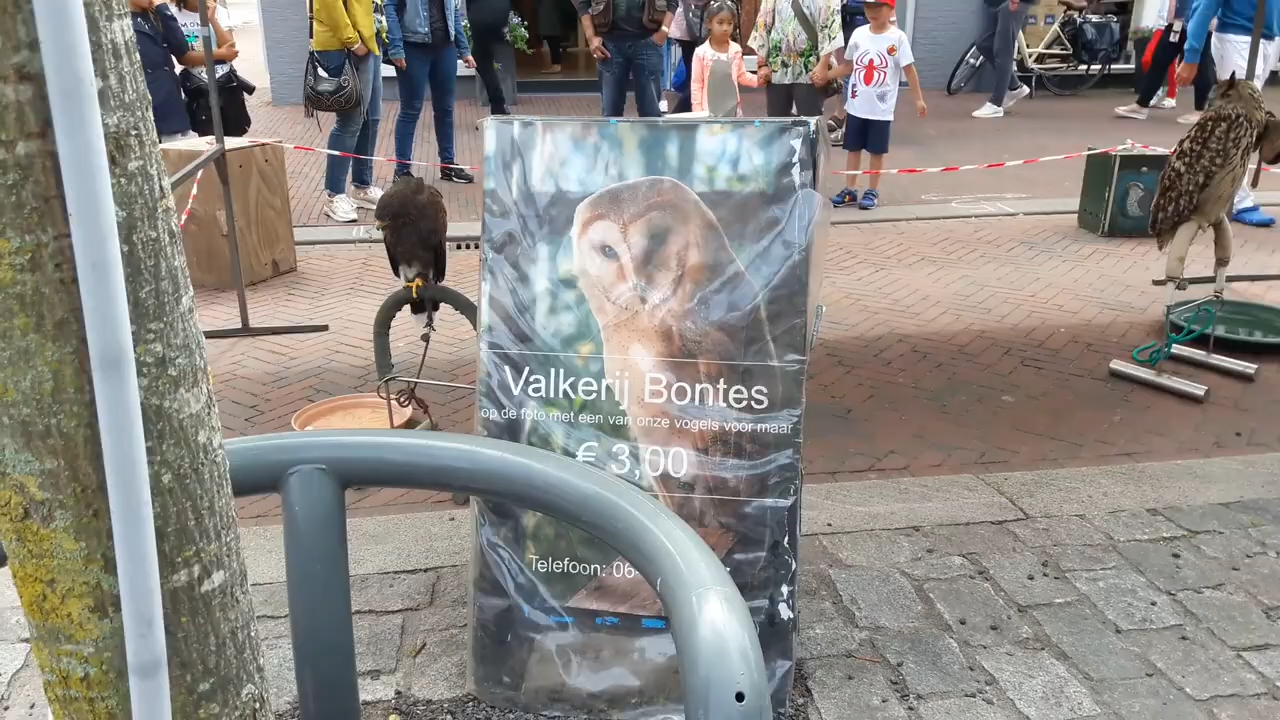 Valkerij Bontes
op de foto met een van onze vogels voor maar
€ 3,00
Telefoon: 06-